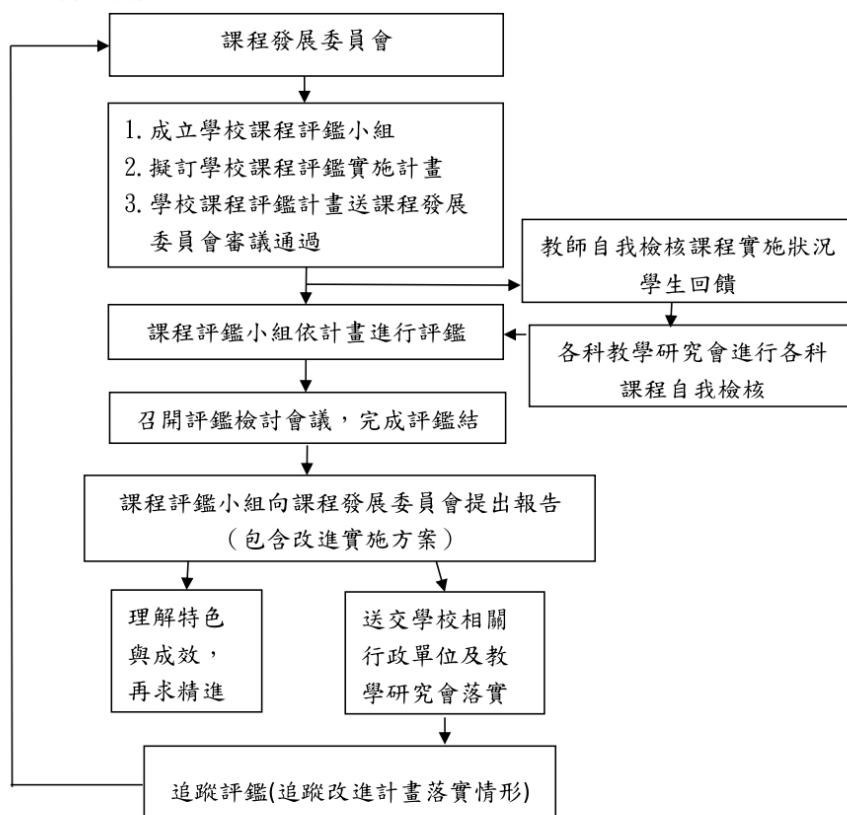 課程發展委員會
1. 成立學校課程評鑑小組
2. 擬訂學校課程評鑑實施計畫
3. 學校課程評鑑計畫送課程發展
委員會審議通過
教師自我檢核課程實施狀況
學生回饋
課程評鑑小組依計畫進行評鑑
各科教學研究會進行各科
課程自我檢核
召開評鑑檢討會議，完成評鑑結
課程評鑑小組向課程發展委員會提出報告
（包含改進實施方案）
理解特色
與成效，
再求精進
送交學校相關
行政單位及教
學研究會落實
追蹤評鑑(追蹤改進計畫落實情形)